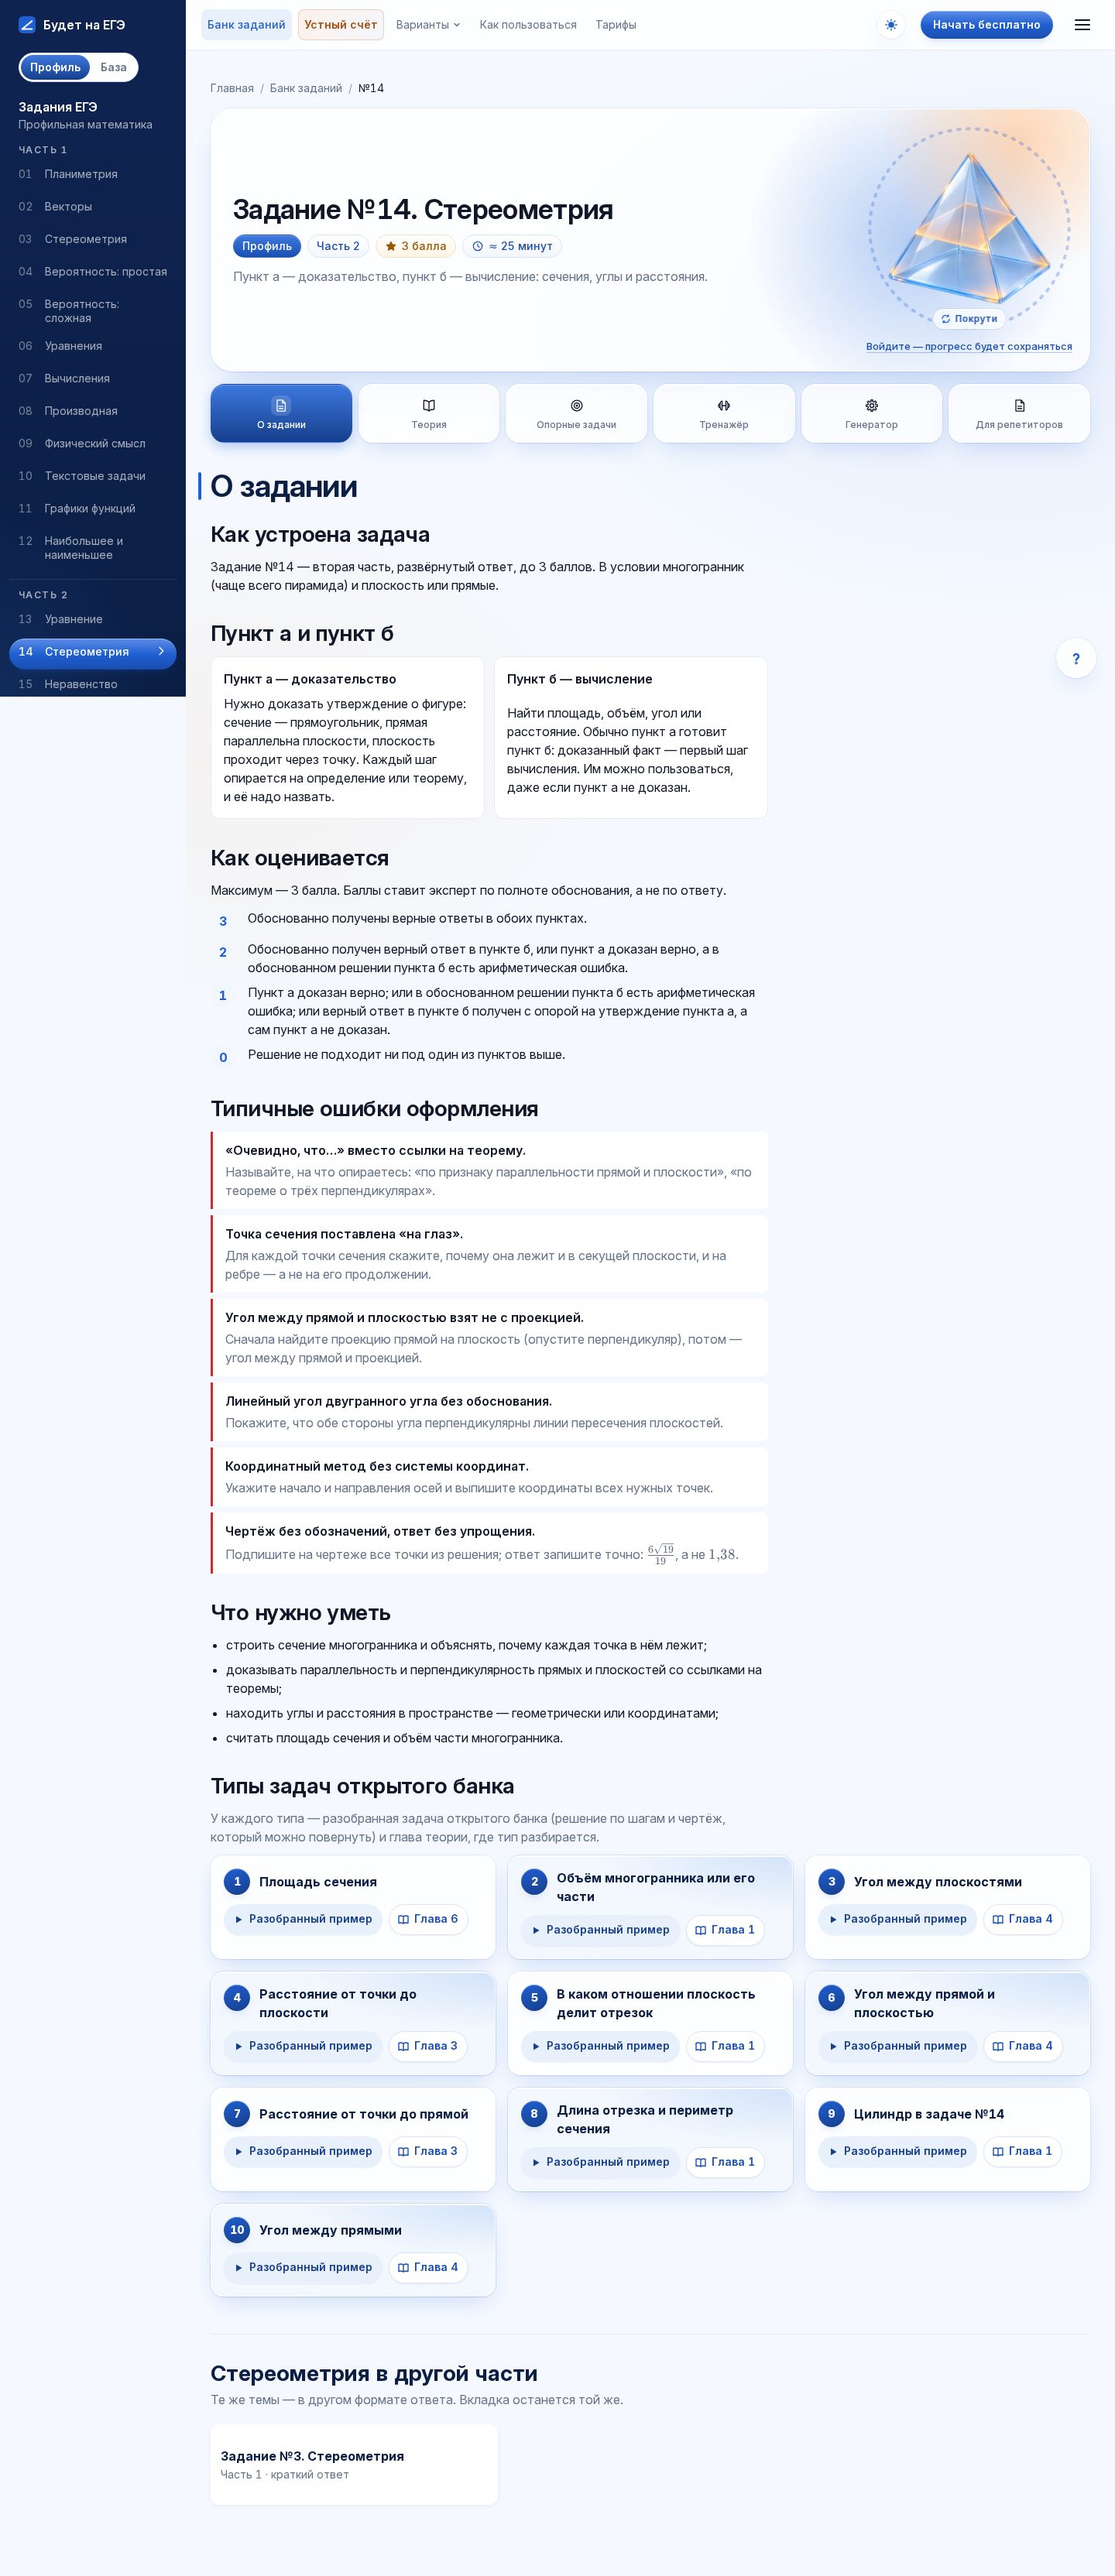 Будет на ЕГЭ
Профиль База
Задания ЕГЭ
Профильная математика
ЧАСТЬ 1
01 Планиметрия
02 Векторы
03 Стереометрия
04 Вероятность: простая
05 Вероятность:
сложная
06 Уравнения
07 Вычисления
08 Производная
09 Физический смысл
10 Текстовые задачи
11 Графики функций
12 Наибольшее и
наименьшее
ЧАСТЬ 2
13 Уравнение
14 Стереометрия
15 Неравенство
Банк заданий Устный счёт Варианты Как пользоваться Тарифы Начать бесплатно
Главная / Банк заданий / №14
Задание №14. Стереометрия
Профиль Часть 2 3 балла ≈ 25 минут
Пункт а — доказательство, пункт б — вычисление: сечения, углы и расстояния.
Покрути
Войдите — прогресс будет сохраняться
О задании Теория Опорные задачи Тренажёр Генератор Для репетиторов
О задании
Как устроена задача
Задание №14 — вторая часть, развёрнутый ответ, до 3 баллов. В условии многогранник
(чаще всего пирамида) и плоскость или прямые.
?
Пункт а и пункт б
Пункт а — доказательство
Нужно доказать утверждение о фигуре:
сечение — прямоугольник, прямая
параллельна плоскости, плоскость
проходит через точку. Каждый шаг
опирается на определение или теорему,
и её надо назвать.
Пункт б — вычисление
Найти площадь, объём, угол или
расстояние. Обычно пункт а готовит
пункт б: доказанный факт — первый шаг
вычисления. Им можно пользоваться,
даже если пункт а не доказан.
Как оценивается
Максимум — 3 балла. Баллы ставит эксперт по полноте обоснования, а не по ответу.
3 Обоснованно получены верные ответы в обоих пунктах.
2 Обоснованно получен верный ответ в пункте б, или пункт а доказан верно, а в
обоснованном решении пункта б есть арифметическая ошибка.
1 Пункт а доказан верно; или в обоснованном решении пункта б есть арифметическая
ошибка; или верный ответ в пункте б получен с опорой на утверждение пункта а, а
сам пункт а не доказан.
0 Решение не подходит ни под один из пунктов выше.
Типичные ошибки оформления
«Очевидно, что…» вместо ссылки на теорему.
Называйте, на что опираетесь: «по признаку параллельности прямой и плоскости», «по
теореме о трёх перпендикулярах».
Точка сечения поставлена «на глаз».
Для каждой точки сечения скажите, почему она лежит и в секущей плоскости, и на
ребре — а не на его продолжении.
Угол между прямой и плоскостью взят не с проекцией.
Сначала найдите проекцию прямой на плоскость (опустите перпендикуляр), потом —
угол между прямой и проекцией.
Линейный угол двугранного угла без обоснования.
Покажите, что обе стороны угла перпендикулярны линии пересечения плоскостей.
Координатный метод без системы координат.
Укажите начало и направления осей и выпишите координаты всех нужных точек.
Чертёж без обозначений, ответ без упрощения.
Подпишите на чертеже все точки из решения; ответ запишите точно: 6√19/19, а не 1,38.
Что нужно уметь
• строить сечение многогранника и объяснять, почему каждая точка в нём лежит;
• доказывать параллельность и перпендикулярность прямых и плоскостей со ссылками на
теоремы;
• находить углы и расстояния в пространстве — геометрически или координатами;
• считать площадь сечения и объём части многогранника.
Типы задач открытого банка
У каждого типа — разобранная задача открытого банка (решение по шагам и чертёж,
который можно повернуть) и глава теории, где тип разбирается.
1 Площадь сечения
Разобранный пример Глава 6
2 Объём многогранника или его
части
Разобранный пример Глава 1
3 Угол между плоскостями
Разобранный пример Глава 4
4 Расстояние от точки до
плоскости
Разобранный пример Глава 3
5 В каком отношении плоскость
делит отрезок
Разобранный пример Глава 1
6 Угол между прямой и
плоскостью
Разобранный пример Глава 4
7 Расстояние от точки до прямой
Разобранный пример Глава 3
8 Длина отрезка и периметр
сечения
Разобранный пример Глава 1
9 Цилиндр в задаче №14
Разобранный пример Глава 1
10 Угол между прямыми
Разобранный пример Глава 4
Стереометрия в другой части
Те же темы — в другом формате ответа. Вкладка останется той же.
Задание №3. Стереометрия
Часть 1 · краткий ответ